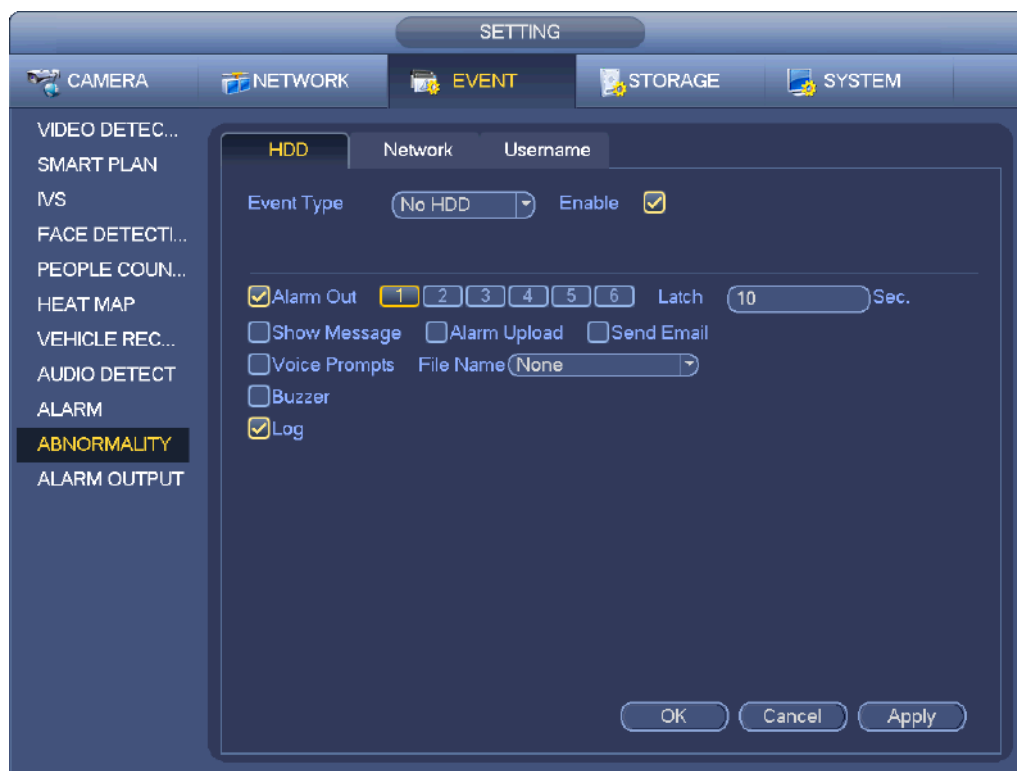 SETTING
CAMERA NETWORK EVENT STORAGE SYSTEM
VIDEO DETEC...
SMART PLAN
IVS
FACE DETECTI...
PEOPLE COUN...
HEAT MAP
VEHICLE REC...
AUDIO DETECT
ALARM
ABNORMALITY
ALARM OUTPUT
HDD Network Username
Event Type No HDD Enable
Alarm Out 1 2 3 4 5 6 Latch 10 Sec.
Show Message Alarm Upload Send Email
Voice Prompts File Name None
Buzzer
Log
OK Cancel Apply